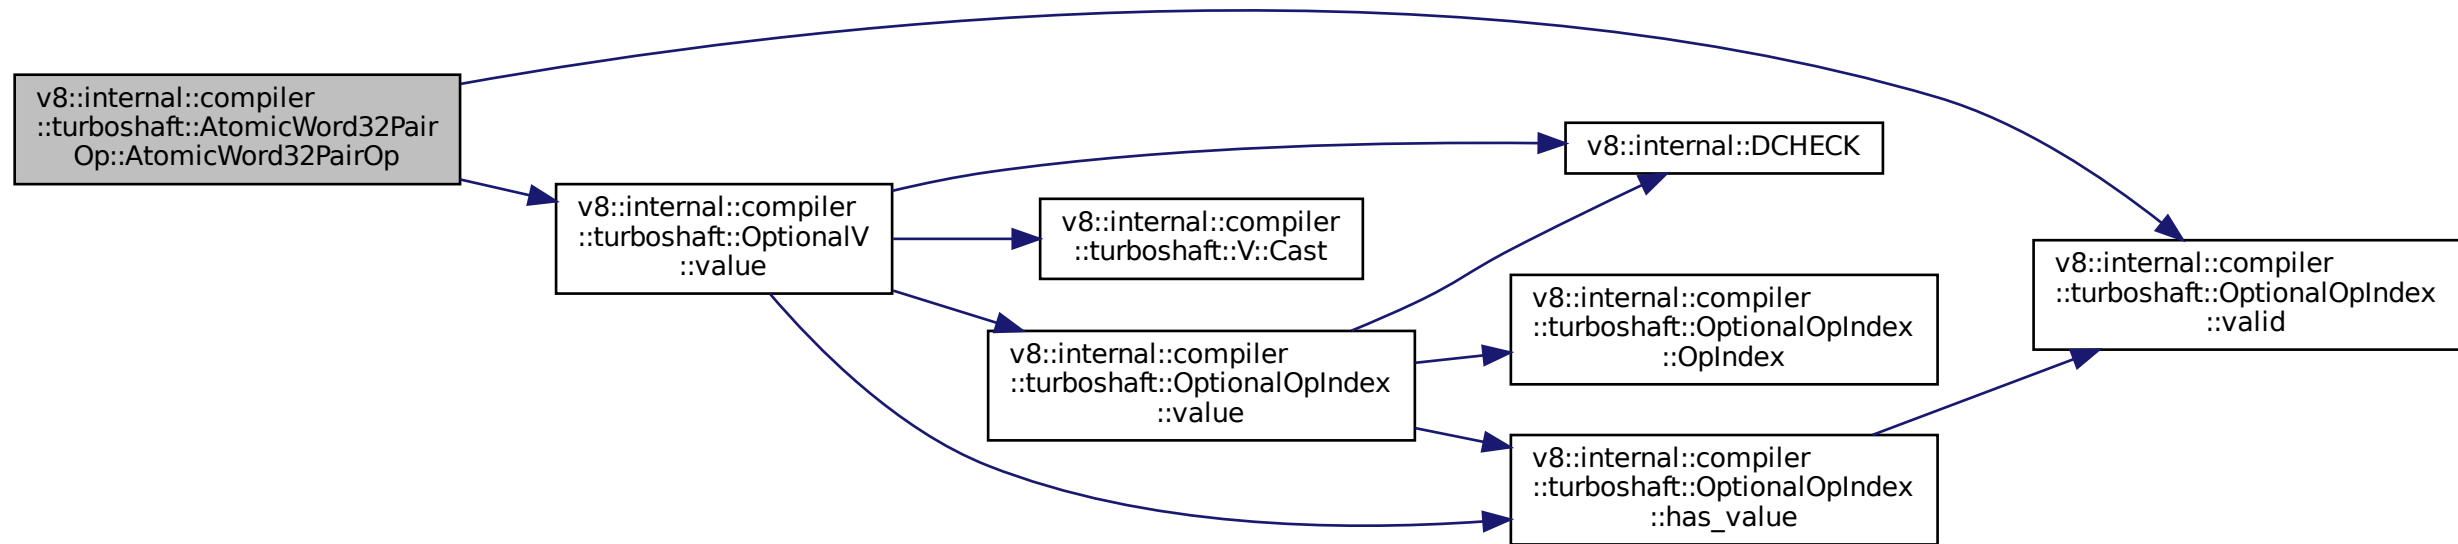 v8::internal::compiler
::turboshaft::AtomicWord32Pair
Op::AtomicWord32PairOp
v8::internal::compiler
::turboshaft::OptionalV
::value
v8::internal::DCHECK
v8::internal::compiler
::turboshaft::V::Cast
v8::internal::compiler
::turboshaft::OptionalOpIndex
::value
v8::internal::compiler
::turboshaft::OptionalOpIndex
::OpIndex
v8::internal::compiler
::turboshaft::OptionalOpIndex
::has_value
v8::internal::compiler
::turboshaft::OptionalOpIndex
::valid